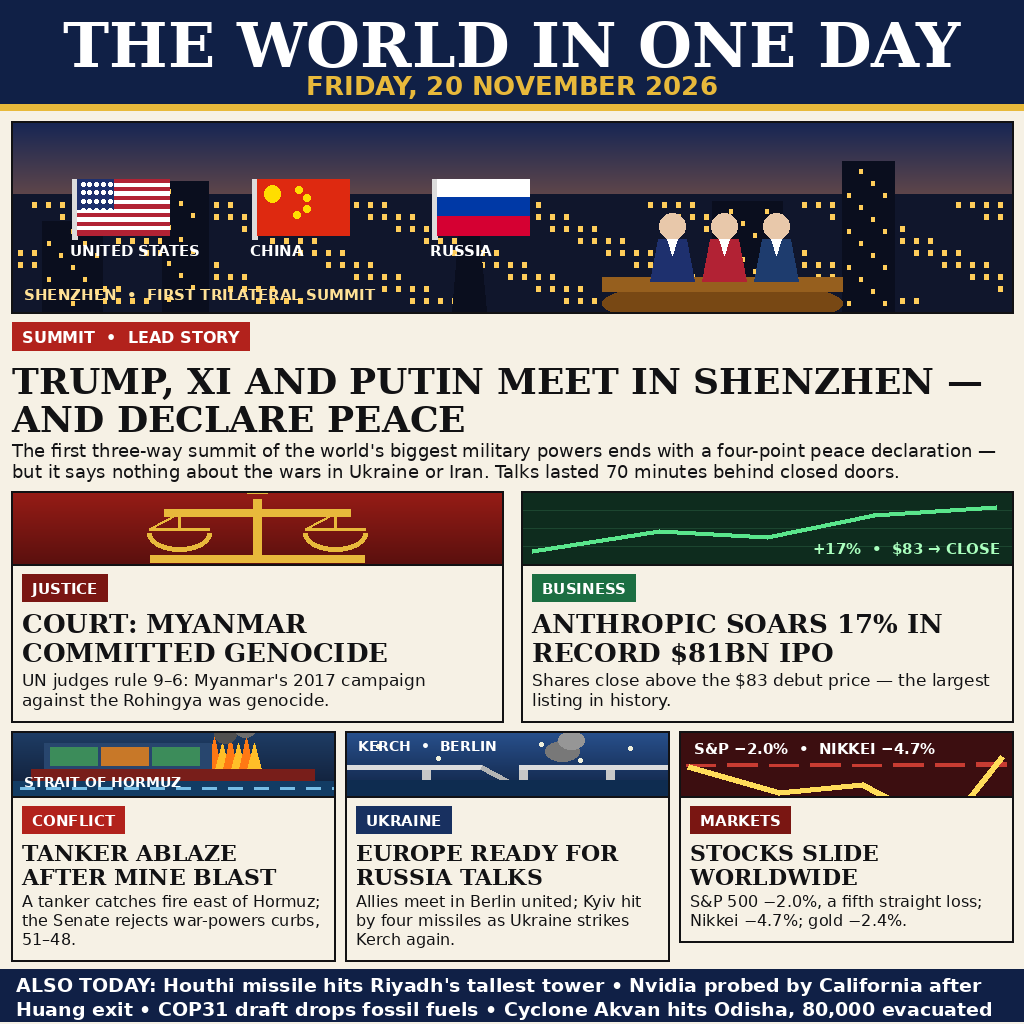 THE WORLD IN ONE DAY
FRIDAY, 20 NOVEMBER 2026
UNITED STATES
CHINA
RUSSIA
SHENZHEN • FIRST TRILATERAL SUMMIT
SUMMIT • LEAD STORY
TRUMP, XI AND PUTIN MEET IN SHENZHEN —
AND DECLARE PEACE
The first three-way summit of the world's biggest military powers ends with a four-point peace declaration —
but it says nothing about the wars in Ukraine or Iran. Talks lasted 70 minutes behind closed doors.
JUSTICE
COURT: MYANMAR
COMMITTED GENOCIDE
UN judges rule 9–6: Myanmar's 2017 campaign
against the Rohingya was genocide.
+17% • $83 → CLOSE
BUSINESS
ANTHROPIC SOARS 17% IN
RECORD $81BN IPO
Shares close above the $83 debut price — the largest
listing in history.
STRAIT OF HORMUZ
CONFLICT
TANKER ABLAZE
AFTER MINE BLAST
A tanker catches fire east of Hormuz;
the Senate rejects war-powers curbs,
51–48.
KERCH • BERLIN
UKRAINE
EUROPE READY FOR
RUSSIA TALKS
Allies meet in Berlin united; Kyiv hit
by four missiles as Ukraine strikes
Kerch again.
S&P −2.0% • NIKKEI −4.7%
MARKETS
STOCKS SLIDE
WORLDWIDE
S&P 500 −2.0%, a fifth straight loss;
Nikkei −4.7%; gold −2.4%.
ALSO TODAY: Houthi missile hits Riyadh's tallest tower • Nvidia probed by California after
Huang exit • COP31 draft drops fossil fuels • Cyclone Akvan hits Odisha, 80,000 evacuated